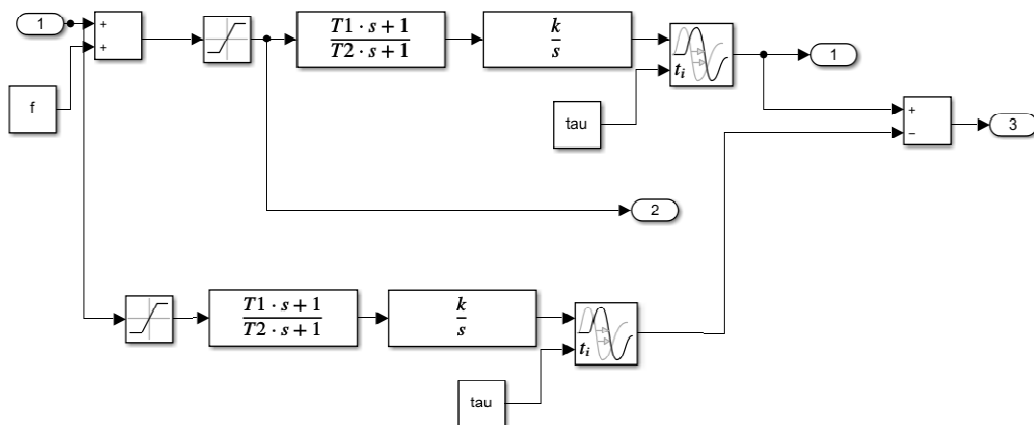 1
+
+
f
T1 · s + 1
T2 · s + 1
k
s
t_i
tau
1
+
−
3
2
T1 · s + 1
T2 · s + 1
k
s
t_i
tau